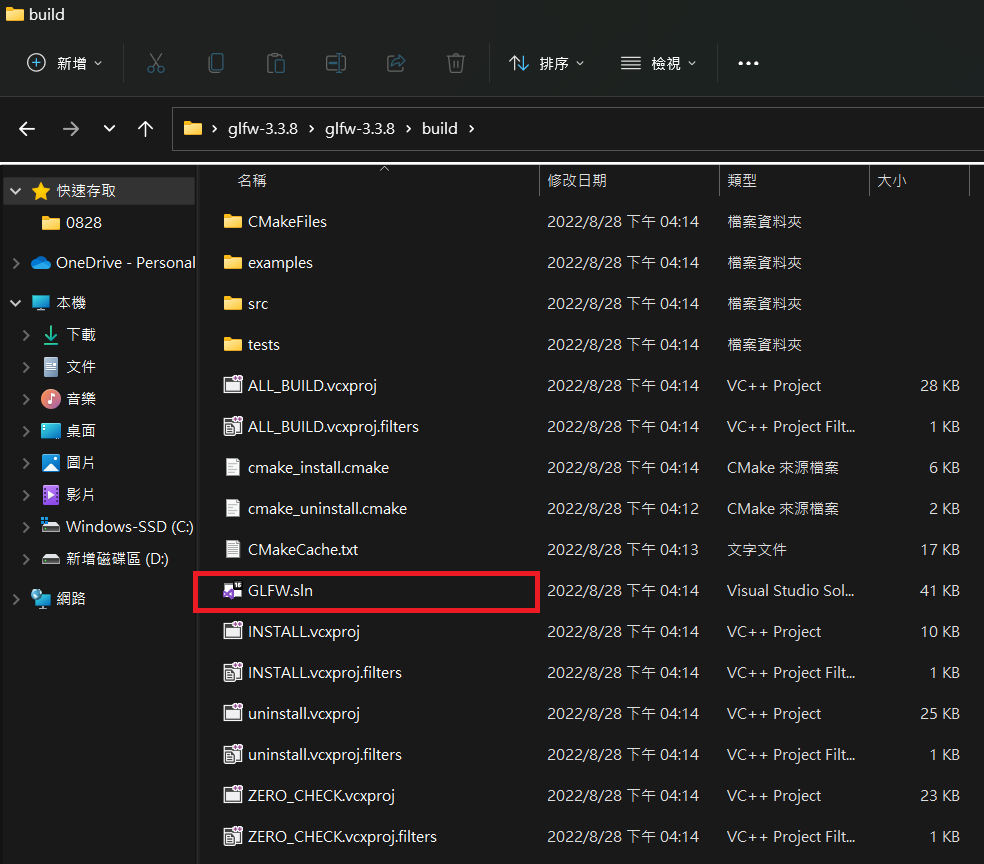 build
新增
排序
檢視
glfw-3.3.8 › glfw-3.3.8 › build ›
名稱 修改日期 類型 大小
快速存取
0828
OneDrive - Personal
本機
下載
文件
音樂
桌面
圖片
影片
Windows-SSD (C:)
新增磁碟區 (D:)
網路
CMakeFiles 2022/8/28 下午 04:14 檔案資料夾
examples 2022/8/28 下午 04:14 檔案資料夾
src 2022/8/28 下午 04:14 檔案資料夾
tests 2022/8/28 下午 04:14 檔案資料夾
ALL_BUILD.vcxproj 2022/8/28 下午 04:14 VC++ Project 28 KB
ALL_BUILD.vcxproj.filters 2022/8/28 下午 04:14 VC++ Project Filt... 1 KB
cmake_install.cmake 2022/8/28 下午 04:14 CMake 來源檔案 6 KB
cmake_uninstall.cmake 2022/8/28 下午 04:12 CMake 來源檔案 2 KB
CMakeCache.txt 2022/8/28 下午 04:13 文字文件 17 KB
GLFW.sln 2022/8/28 下午 04:14 Visual Studio Sol... 41 KB
INSTALL.vcxproj 2022/8/28 下午 04:14 VC++ Project 10 KB
INSTALL.vcxproj.filters 2022/8/28 下午 04:14 VC++ Project Filt... 1 KB
uninstall.vcxproj 2022/8/28 下午 04:14 VC++ Project 25 KB
uninstall.vcxproj.filters 2022/8/28 下午 04:14 VC++ Project Filt... 1 KB
ZERO_CHECK.vcxproj 2022/8/28 下午 04:14 VC++ Project 23 KB
ZERO_CHECK.vcxproj.filters 2022/8/28 下午 04:14 VC++ Project Filt... 1 KB